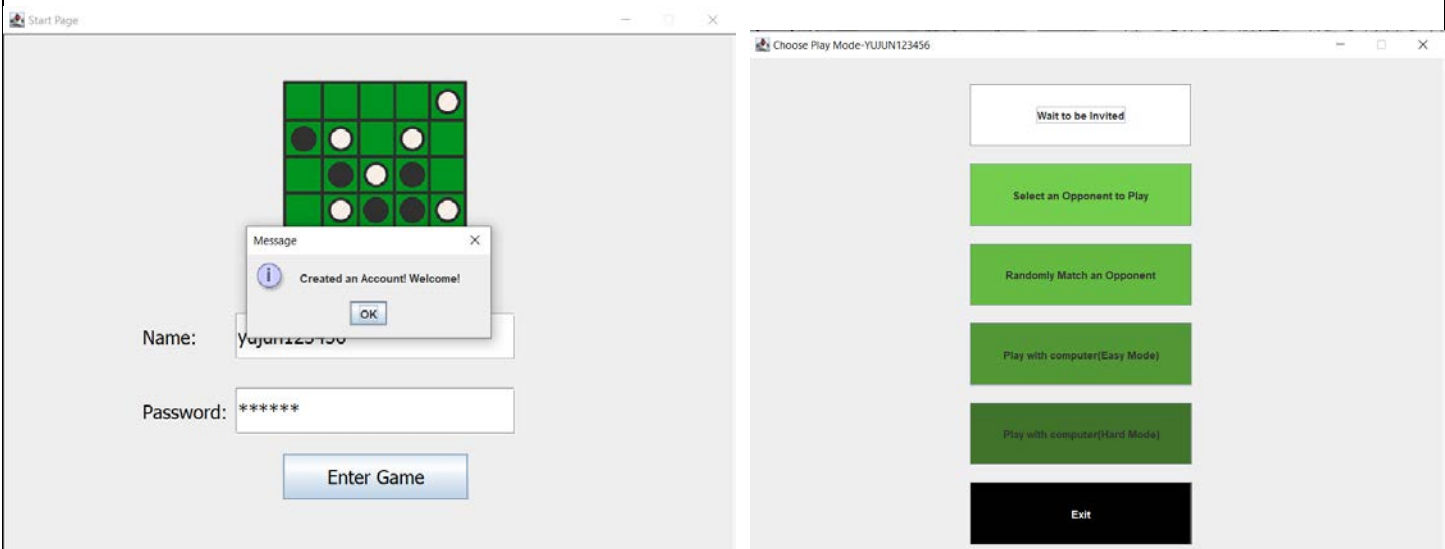 Start Page
Message
Created an Account! Welcome!
OK
Name:
Password: ******
Enter Game
Choose Play Mode-YUJUN123456
Wait to be Invited
Select an Opponent to Play
Randomly Match an Opponent
Play with computer(Easy Mode)
Play with computer(Hard Mode)
Exit